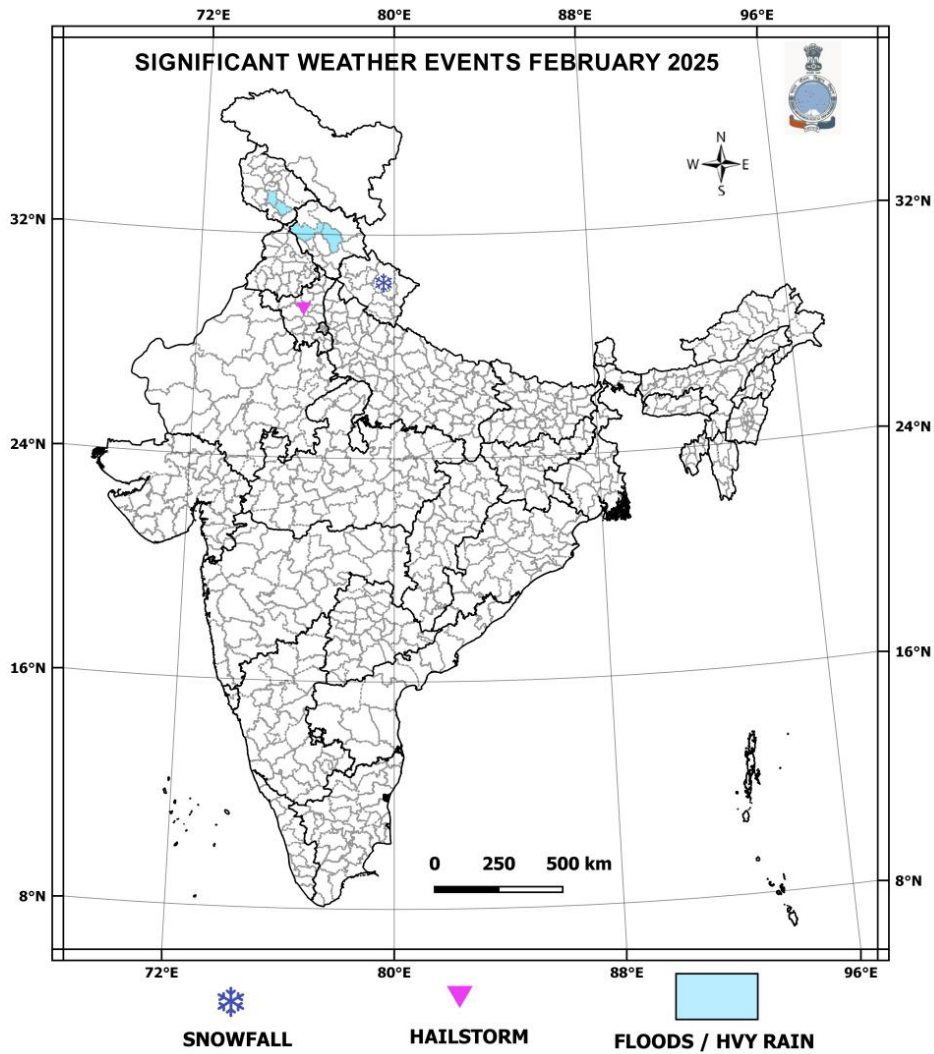 72°E 80°E 88°E 96°E
SIGNIFICANT WEATHER EVENTS FEBRUARY 2025
N
W E
S
32°N 32°N
24°N 24°N
16°N 16°N
0 250 500 km
8°N 8°N
72°E 80°E 88°E 96°E
SNOWFALL HAILSTORM FLOODS / HVY RAIN